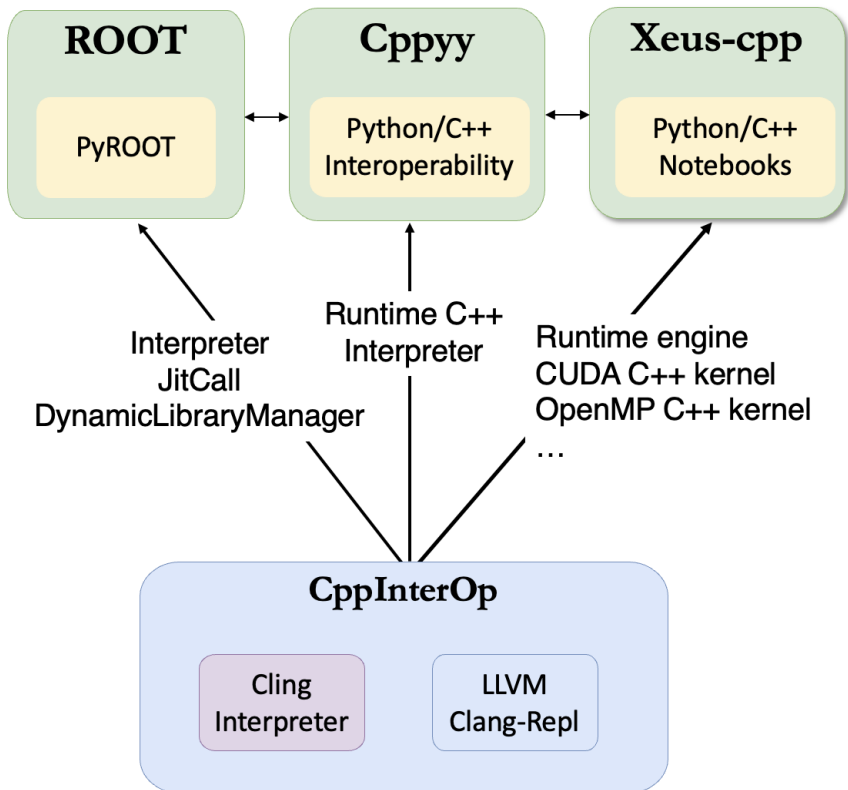 ROOT
PyROOT
Cppyy
Python/C++
Interoperability
Xeus-cpp
Python/C++
Notebooks
Interpreter
JitCall
DynamicLibraryManager
Runtime C++
Interpreter
Runtime engine
CUDA C++ kernel
OpenMP C++ kernel
...
CppInterOp
Cling
Interpreter
LLVM
Clang-Repl